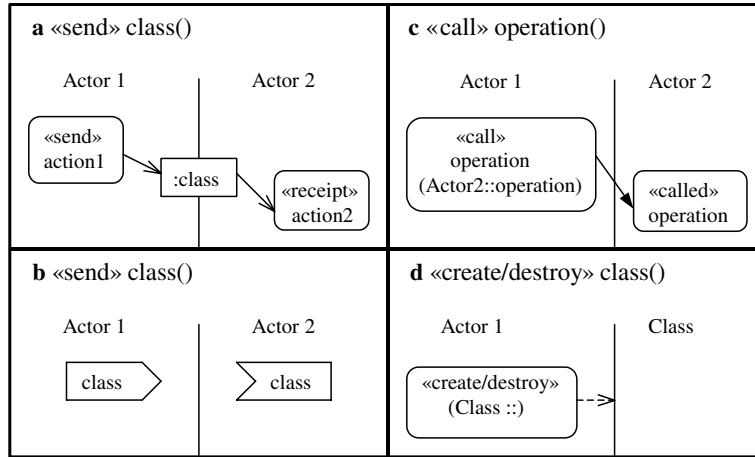 a «send» class()
Actor 1
Actor 2
«send»
action1
:class
«receipt»
action2
c «call» operation()
Actor 1
Actor 2
«call»
operation
(Actor2::operation)
«called»
operation
b «send» class()
Actor 1
Actor 2
class
class
d «create/destroy» class()
Actor 1
Class
«create/destroy»
(Class ::)